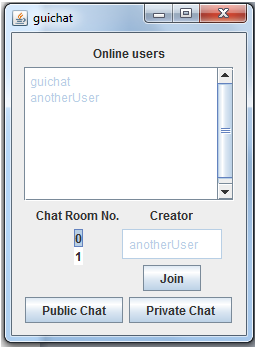 guichat
Online users
guichat
anotherUser
Chat Room No. Creator
0 anotherUser
1
Join
Public Chat Private Chat